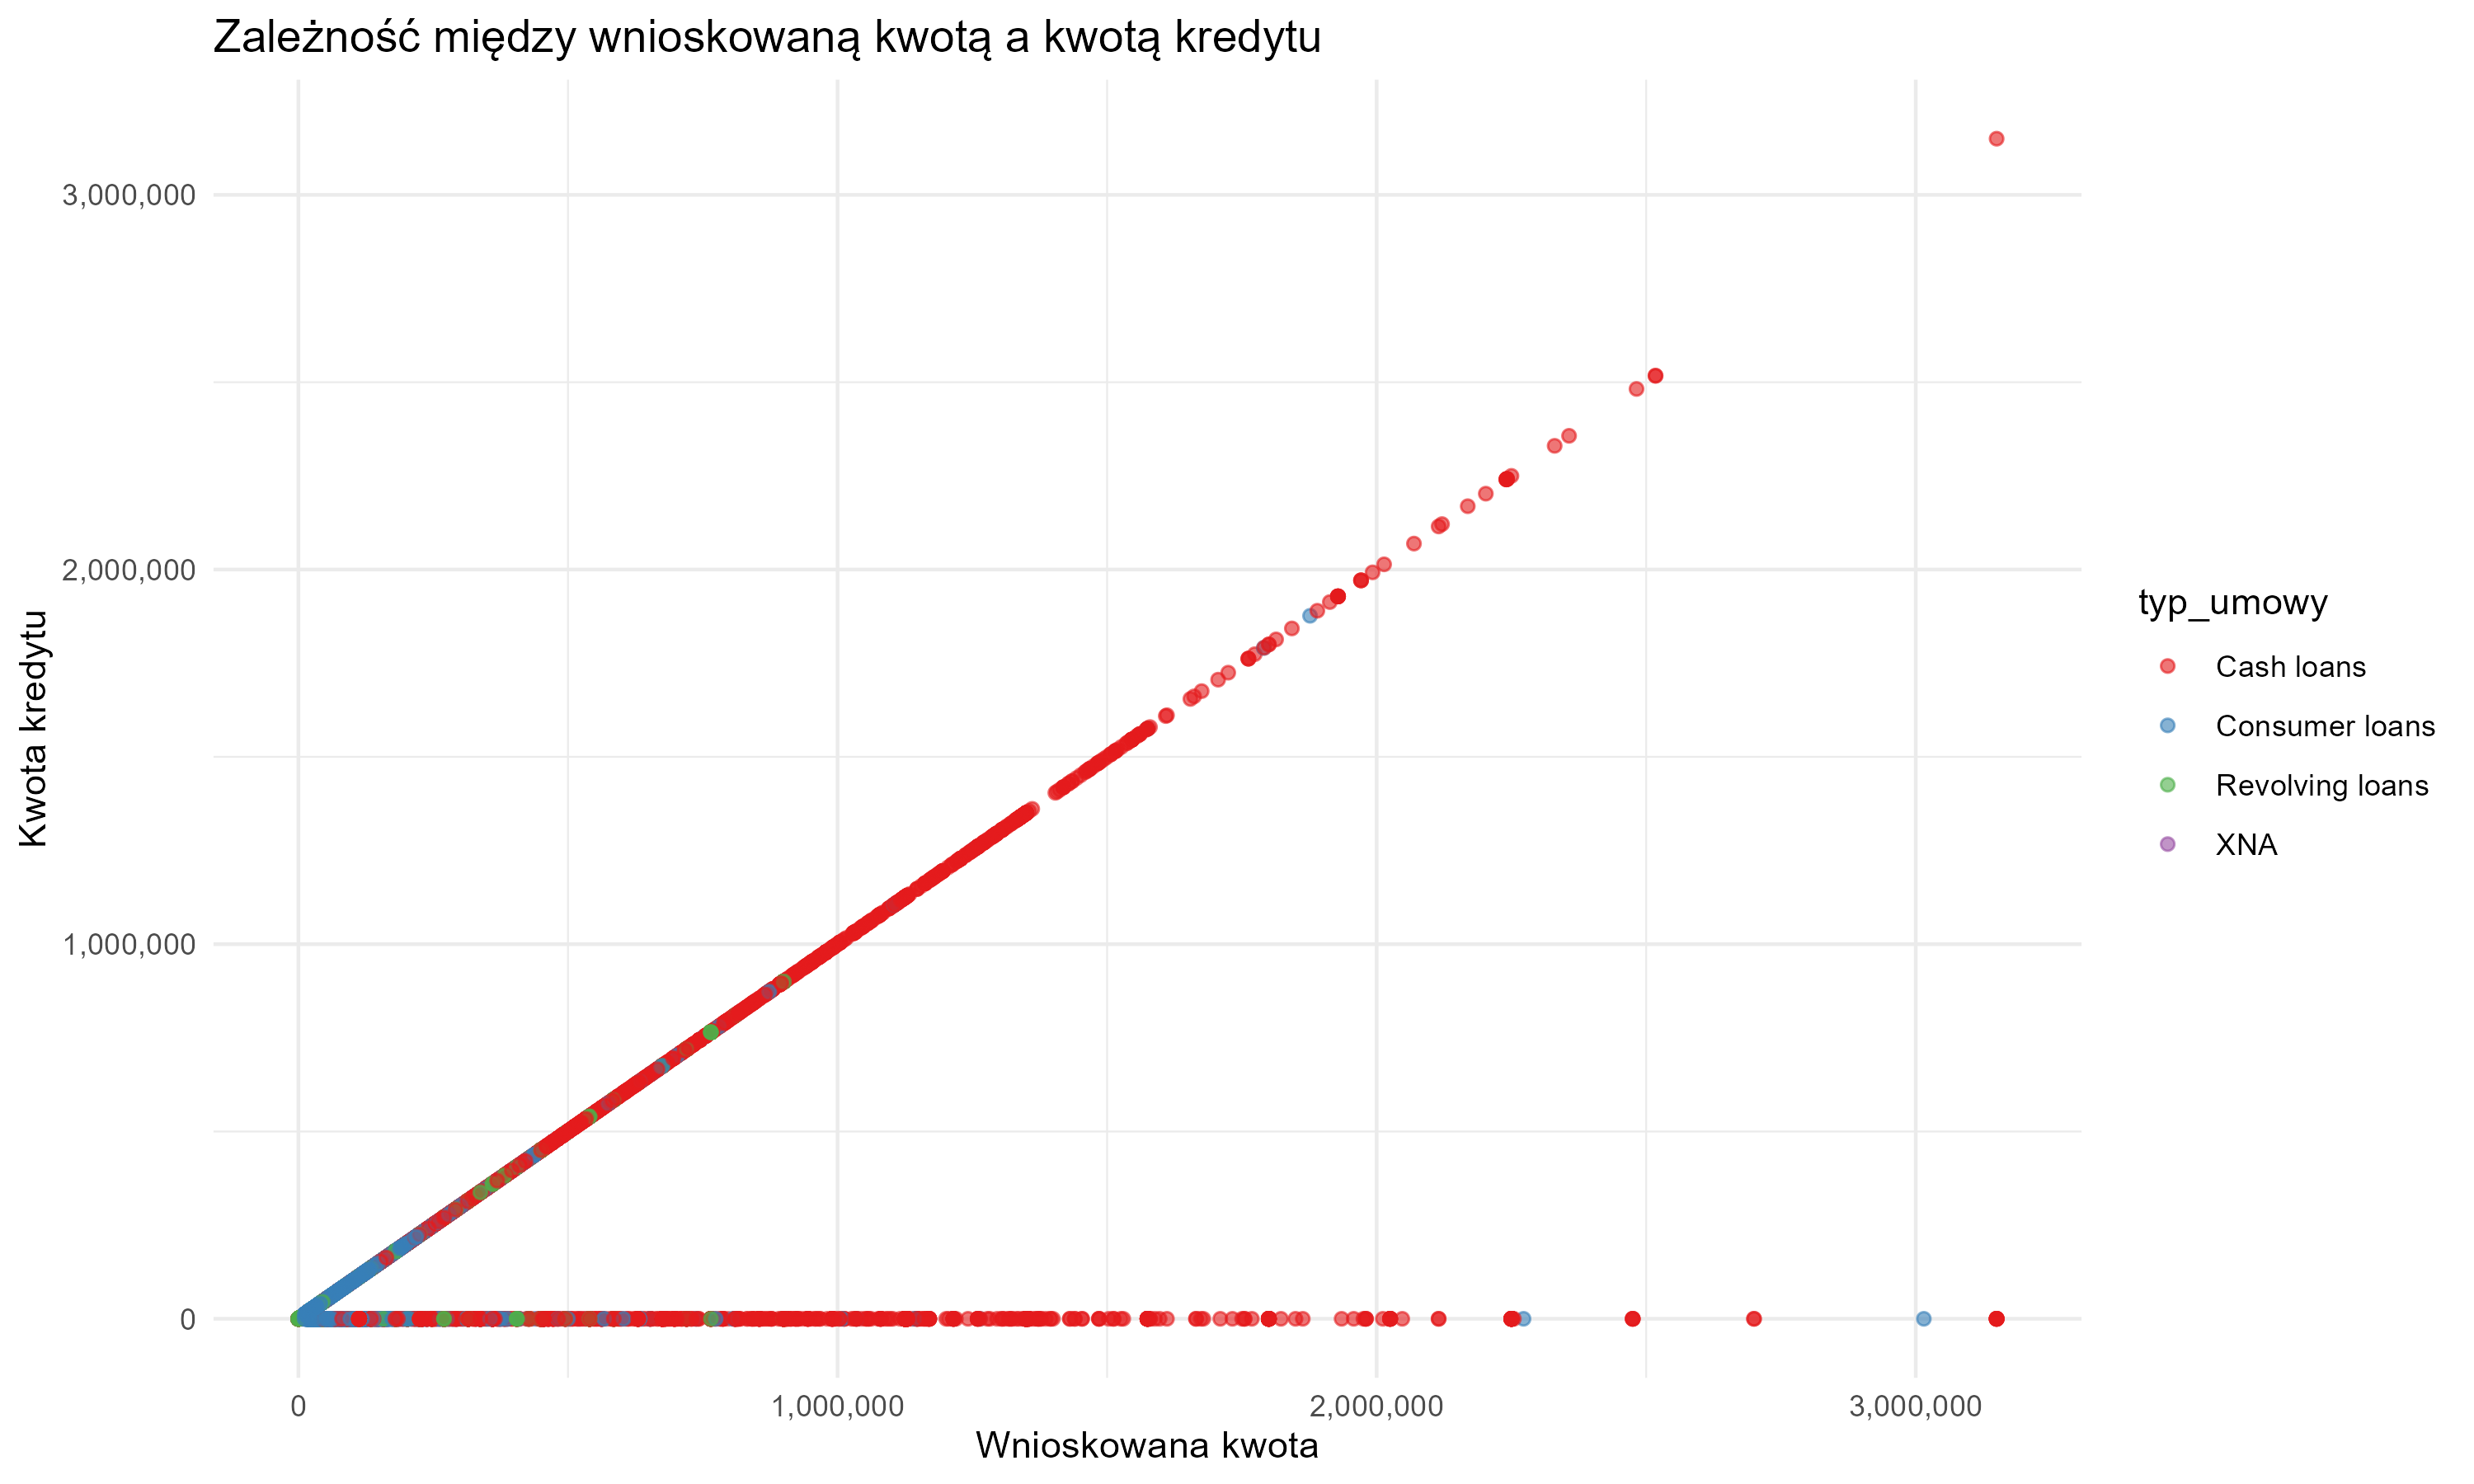 Zależność między wnioskowaną kwotą a kwotą kredytu
3,000,000
2,000,000
1,000,000
0
Kwota kredytu
0
1,000,000
2,000,000
3,000,000
Wnioskowana kwota
typ_umowy
Cash loans
Consumer loans
Revolving loans
XNA